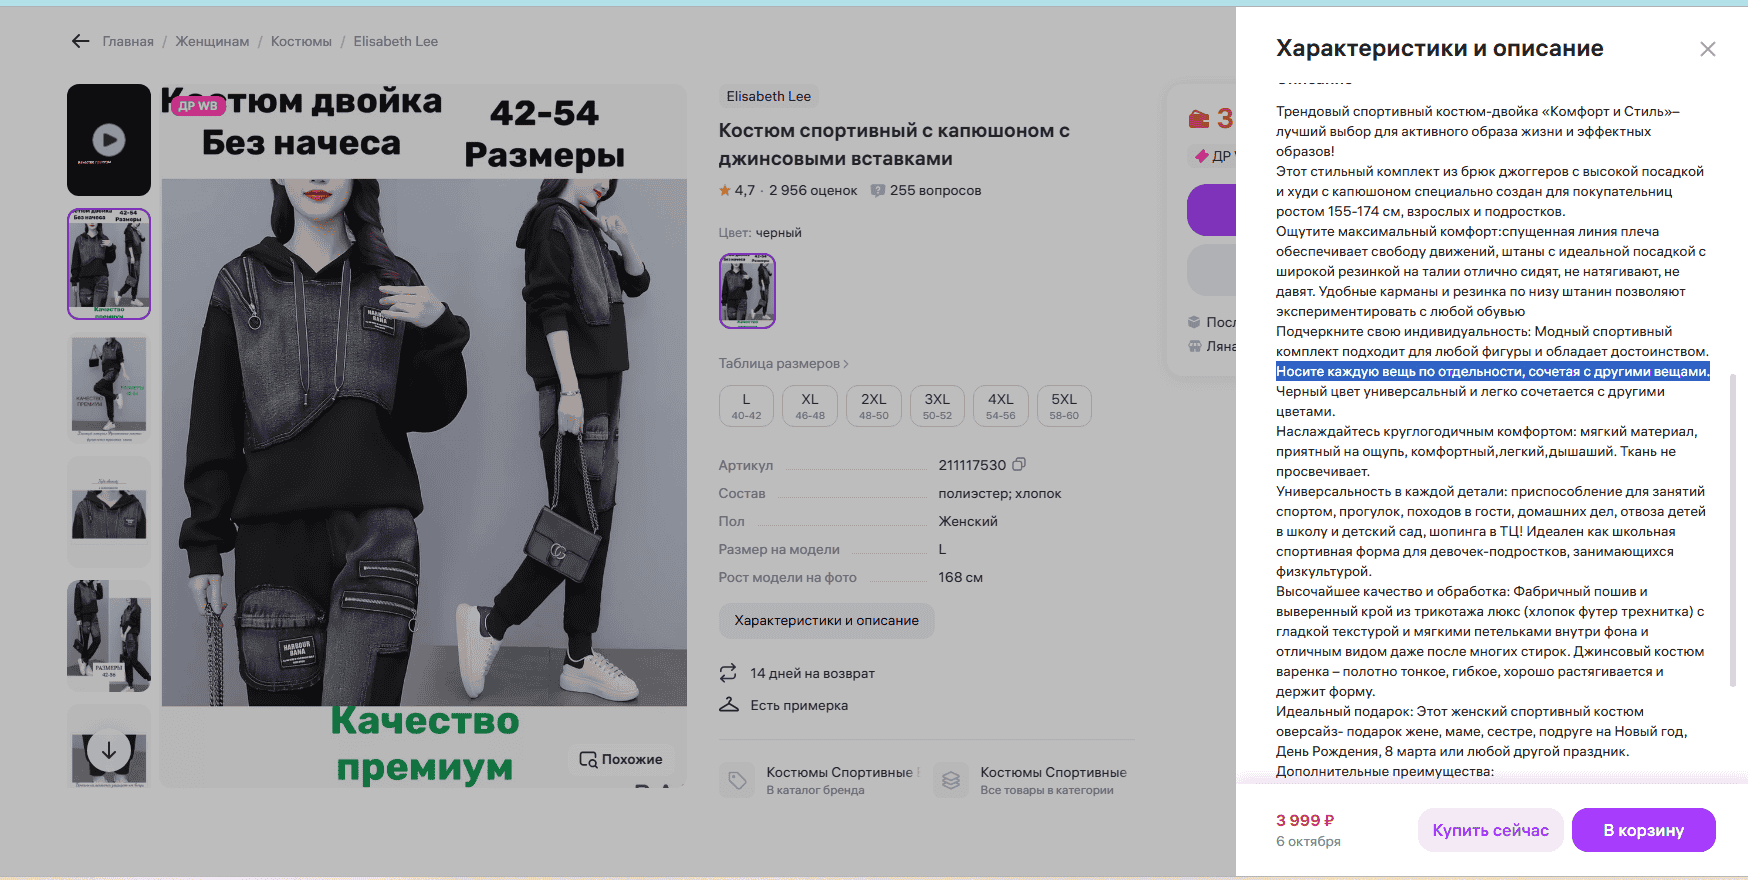 Главная / Женщинам / Костюмы / Elisabeth Lee
ДР WB
Костюм двойка
Без начеса
42-54
Размеры
Качество
премиум
Похожие
Elisabeth Lee
Костюм спортивный с капюшоном с
джинсовыми вставками
4,7 · 2 956 оценок
255 вопросов
Цвет: черный
Таблица размеров
L
40-42
XL
46-48
2XL
48-50
3XL
50-52
4XL
54-56
5XL
58-60
Артикул 211117530
Состав полиэстер; хлопок
Пол Женский
Размер на модели L
Рост модели на фото 168 см
Характеристики и описание
14 дней на возврат
Есть примерка
Костюмы Спортивные
В каталог бренда
Костюмы Спортивные
Все товары в категории
3
ДР
Посл
Ляна
HARBOUR
BANA
Характеристики и описание
Описание
Трендовый спортивный костюм-двойка «Комфорт и Стиль»–
лучший выбор для активного образа жизни и эффектных
образов!
Этот стильный комплект из брюк джоггеров с высокой посадкой
и худи с капюшоном специально создан для покупательниц
ростом 155-174 см, взрослых и подростков.
Ощутите максимальный комфорт:спущенная линия плеча
обеспечивает свободу движений, штаны с идеальной посадкой с
широкой резинкой на талии отлично сидят, не натягивают, не
давят. Удобные карманы и резинка по низу штанин позволяют
экспериментировать с любой обувью
Подчеркните свою индивидуальность: Модный спортивный
комплект подходит для любой фигуры и обладает достоинством.
Носите каждую вещь по отдельности, сочетая с другими вещами.
Черный цвет универсальный и легко сочетается с другими
цветами.
Наслаждайтесь круглогодичным комфортом: мягкий материал,
приятный на ощупь, комфортный,легкий,дышаший. Ткань не
просвечивает.
Универсальность в каждой детали: приспособление для занятий
спортом, прогулок, походов в гости, домашних дел, отвоза детей
в школу и детский сад, шопинга в ТЦ! Идеален как школьная
спортивная форма для девочек-подростков, занимающихся
физкультурой.
Высочайшее качество и обработка: Фабричный пошив и
выверенный крой из трикотажа люкс (хлопок футер трехнитка) с
гладкой текстурой и мягкими петельками внутри фона и
отличным видом даже после многих стирок. Джинсовый костюм
варенка – полотно тонкое, гибкое, хорошо растягивается и
держит форму.
Идеальный подарок: Этот женский спортивный костюм
оверсайз- подарок жене, маме, сестре, подруге на Новый год,
День Рождения, 8 марта или любой другой праздник.
Дополнительные преимущества:
3 999 ₽
6 октября
Купить сейчас
В корзину